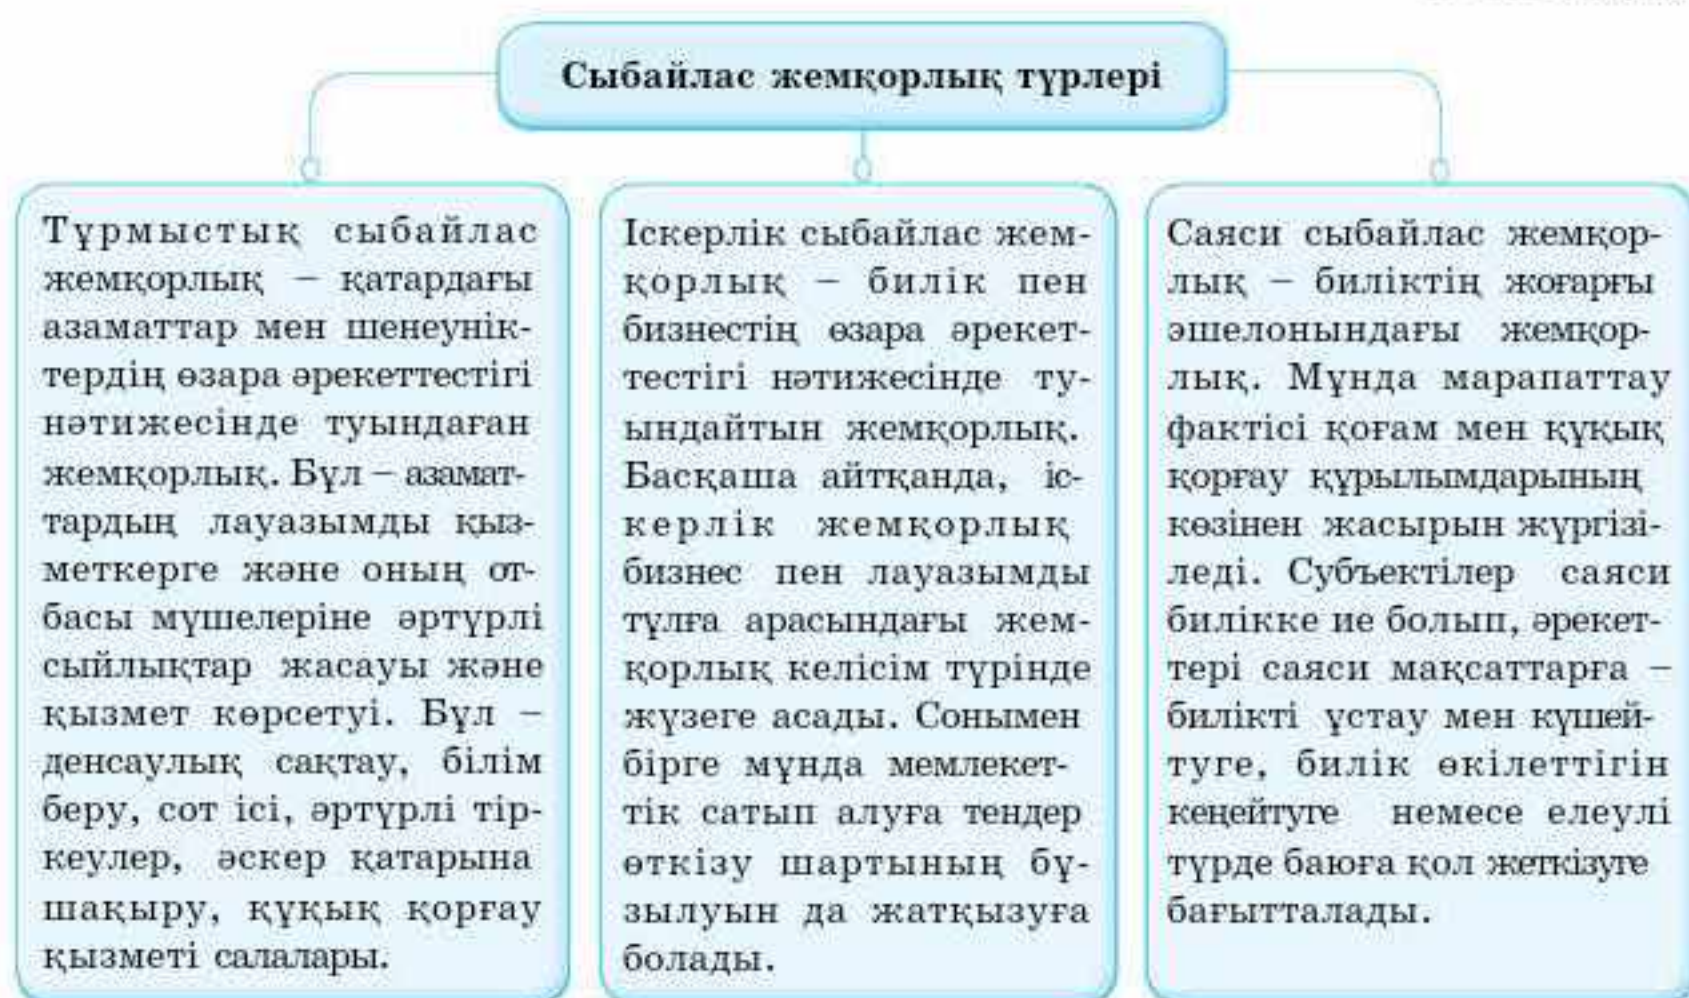 Сыбайлас жемқорлық түрлері
Тұрмыстық сыбайлас
жемқорлық – қатардағы
азаматтар мен шенеунік-
тердің өзара әрекеттестігі
нәтижесінде туындаған
жемқорлық. Бұл – азамат-
тардың лауазымды қыз-
меткерге және оның от-
басы мүшелеріне әртүрлі
сыйлықтар жасауы және
қызмет көрсетуі. Бұл –
денсаулық сақтау, білім
беру, сот ісі, әртүрлі тір-
кеулер, әскер қатарына
шақыру, құқық қорғау
қызметі салалары.
Іскерлік сыбайлас жем-
қорлық – билік пен
бизнестің өзара әрекет-
тестігі нәтижесінде ту-
ындайтын жемқорлық.
Басқаша айтқанда, іс-
керлік жемқорлық
бизнес пен лауазымды
тұлға арасындағы жем-
қорлық келісім түрінде
жүзеге асады. Сонымен
бірге мұнда мемлекет-
тік сатып алуға тендер
өткізу шартының бұ-
зылуын да жатқызуға
болады.
Саяси сыбайлас жемқор-
лық – биліктің жоғарғы
эшелонындағы жемқор-
лық. Мұнда марапаттау
фактісі қоғам мен құқық
қорғау құрылымдарының
көзінен жасырын жүргізі-
леді. Субъектілер саяси
билікке ие болып, әрекет-
тері саяси мақсаттарға –
билікті ұстау мен күшей-
туге, билік өкілеттігін
кеңейтуге немесе елеулі
түрде баюға қол жеткізуге
бағытталады.